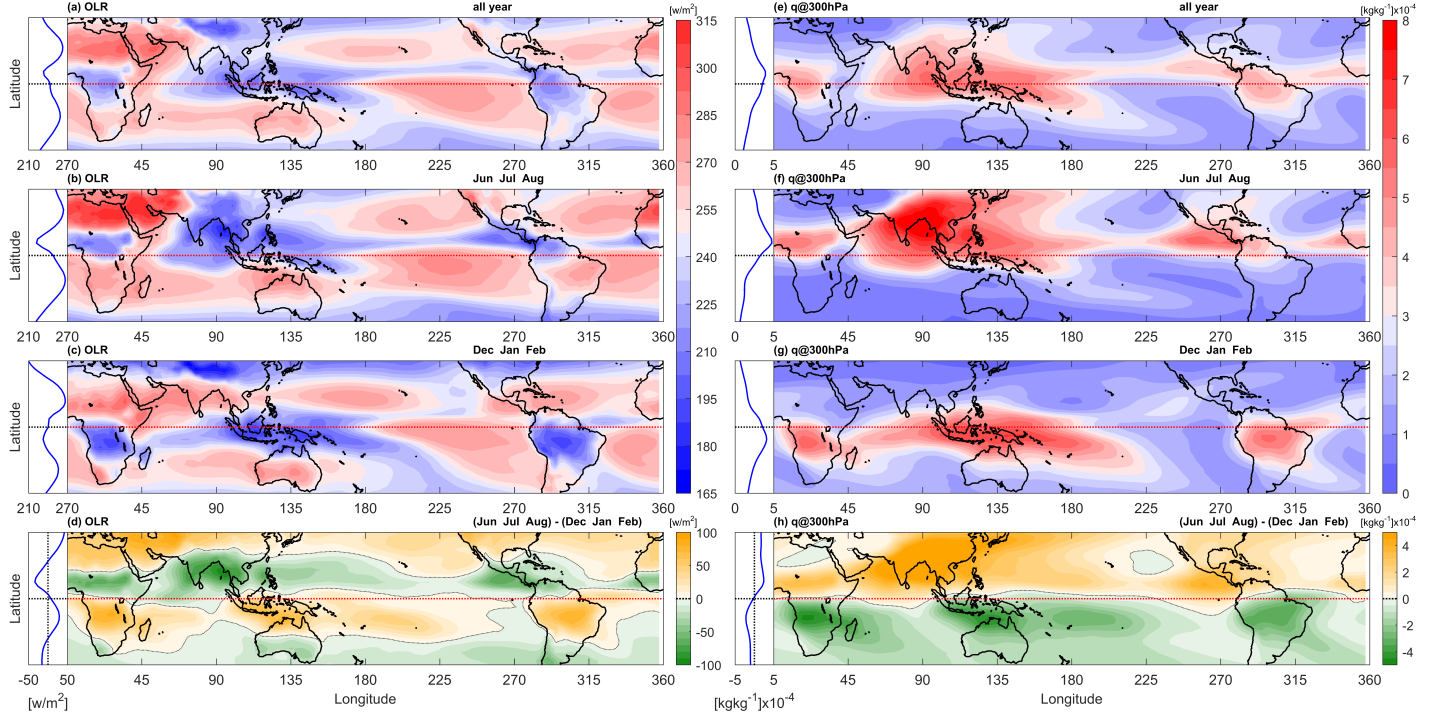 (a) OLR all year [w/m²] (e) q@300hPa all year [kgkg⁻¹]x10⁻⁴
Latitude
315
300
285
270
255
240
225
210
195
180
165
8
7
6
5
4
3
2
1
0
210 270 45 90 135 180 225 270 315 360 0 5 45 90 135 180 225 270 315 360
(b) OLR Jun Jul Aug (f) q@300hPa Jun Jul Aug
Latitude
210 270 45 90 135 180 225 270 315 360 0 5 45 90 135 180 225 270 315 360
(c) OLR Dec Jan Feb (g) q@300hPa Dec Jan Feb
Latitude
210 270 45 90 135 180 225 270 315 360 0 5 45 90 135 180 225 270 315 360
(d) OLR (Jun Jul Aug) - (Dec Jan Feb) [w/m²] (h) q@300hPa (Jun Jul Aug) - (Dec Jan Feb) [kgkg⁻¹]x10⁻⁴
Latitude
100
50
0
-50
-100
4
2
0
-2
-4
-50 50 45 90 135 180 225 270 315 360 -5 5 45 90 135 180 225 270 315 360
[w/m²] Longitude [kgkg⁻¹]x10⁻⁴ Longitude